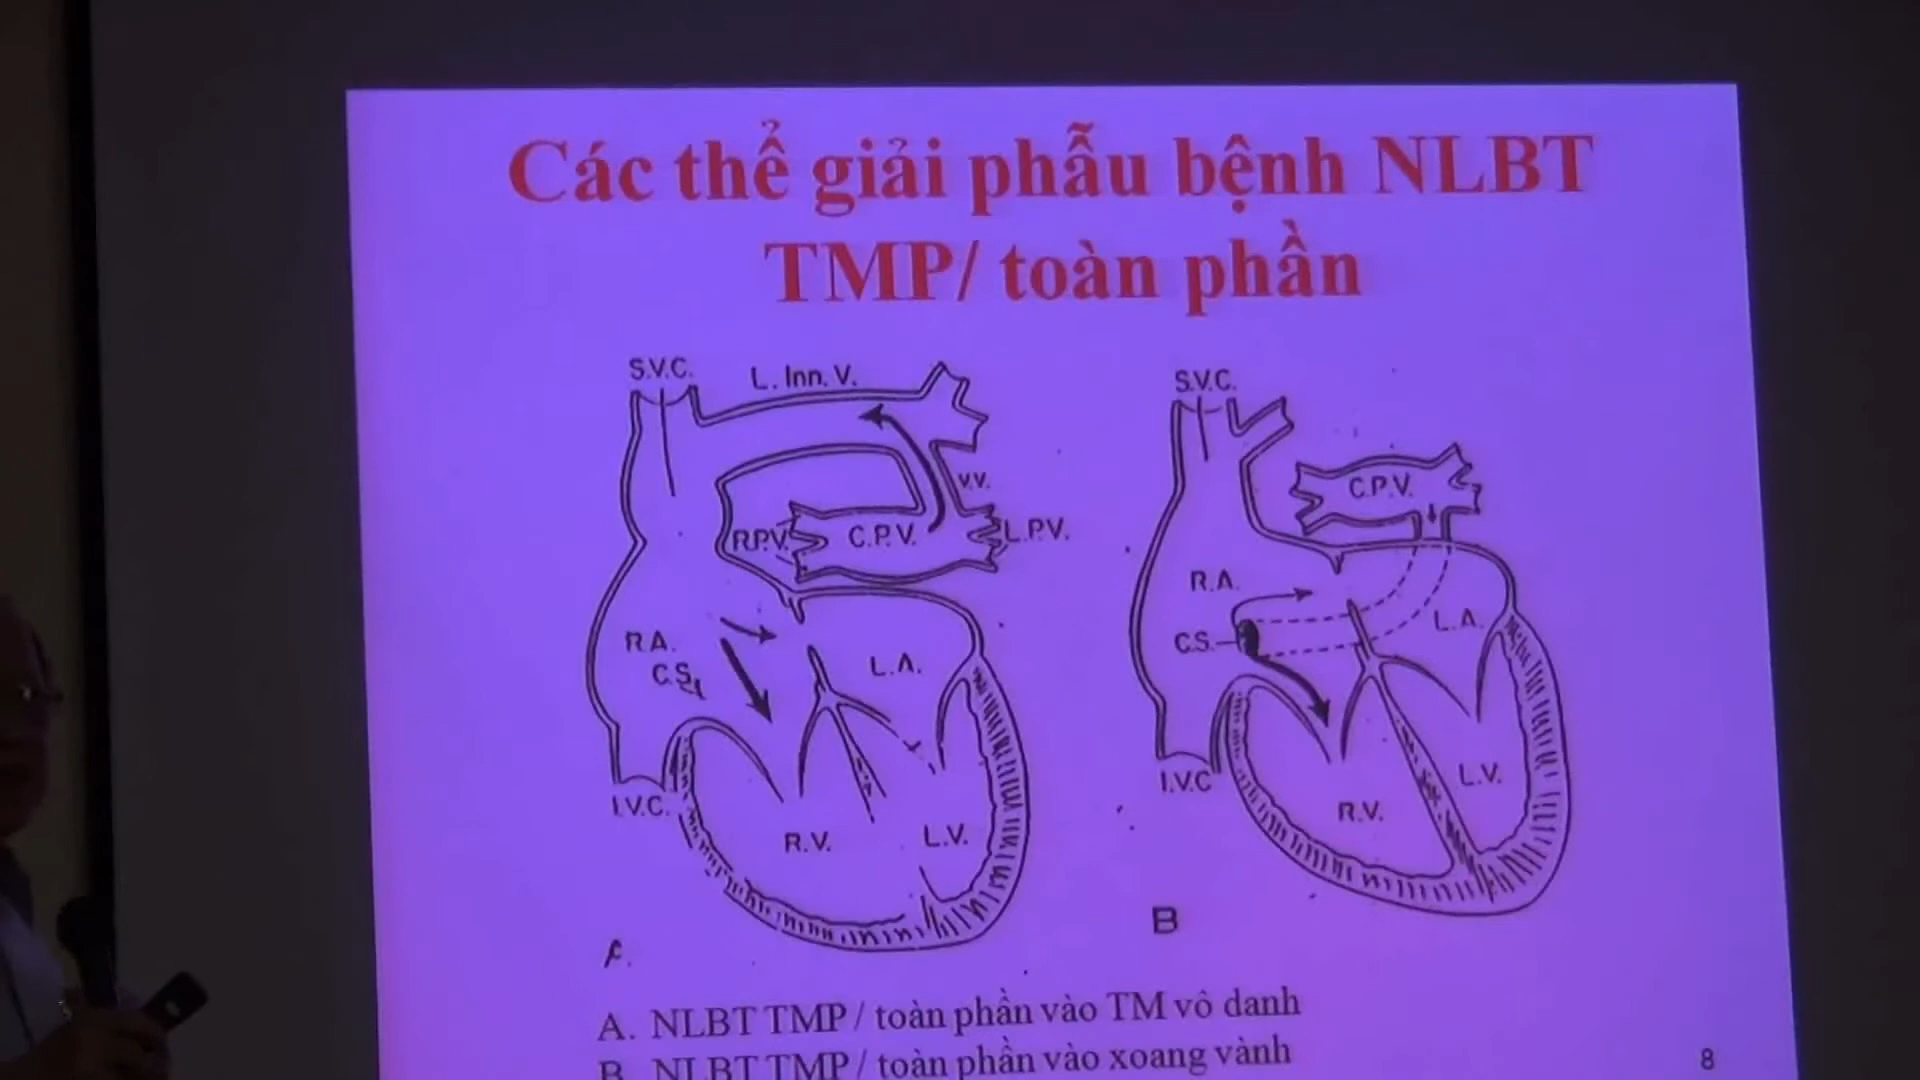 Các thể giải phẫu bệnh NLBT
TMP/ toàn phần
S.V.C.
L. Inn. V.
V.V.
R.P.V.
C.P.V.
L.P.V.
R.A.
C.S.
L.A.
I.V.C.
R.V.
L.V.
A.
S.V.C.
C.P.V.
R.A.
C.S.
L.A.
I.V.C
R.V.
L.V.
B
A. NLBT TMP / toàn phần vào TM vô danh
B. NLBT TMP / toàn phần vào xoang vành
8